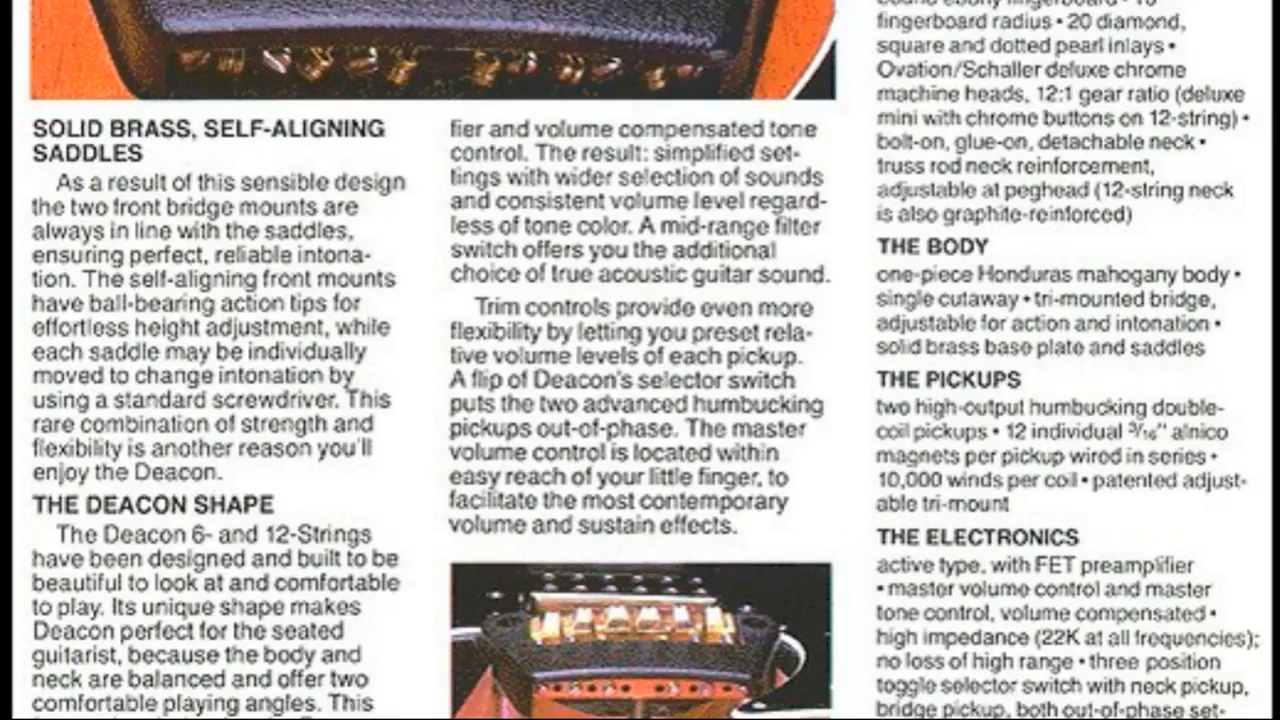 SOLID BRASS, SELF-ALIGNING
SADDLES
As a result of this sensible design
the two front bridge mounts are
always in line with the saddles,
ensuring perfect, reliable intona-
tion. The self-aligning front mounts
have ball-bearing action tips for
effortless height adjustment, while
each saddle may be individually
moved to change intonation by
using a standard screwdriver. This
rare combination of strength and
flexibility is another reason you'll
enjoy the Deacon.
THE DEACON SHAPE
The Deacon 6- and 12-Strings
have been designed and built to be
beautiful to look at and comfortable
to play. Its unique shape makes
Deacon perfect for the seated
guitarist, because the body and
neck are balanced and offer two
comfortable playing angles. This
fier and volume compensated tone
control. The result: simplified set-
tings with wider selection of sounds
and consistent volume level regard-
less of tone color. A mid-range filter
switch offers you the additional
choice of true acoustic guitar sound.
Trim controls provide even more
flexibility by letting you preset rela-
tive volume levels of each pickup.
A flip of Deacon's selector switch
puts the two advanced humbucking
pickups out-of-phase. The master
volume control is located within
easy reach of your little finger, to
facilitate the most contemporary
volume and sustain effects.
bound ebony fingerboard • 10"
fingerboard radius • 20 diamond,
square and dotted pearl inlays •
Ovation/Schaller deluxe chrome
machine heads, 12:1 gear ratio (deluxe
mini with chrome buttons on 12-string) •
bolt-on, glue-on, detachable neck •
truss rod neck reinforcement,
adjustable at peghead (12-string neck
is also graphite-reinforced)
THE BODY
one-piece Honduras mahogany body •
single cutaway • tri-mounted bridge,
adjustable for action and intonation •
solid brass base plate and saddles
THE PICKUPS
two high-output humbucking double-
coil pickups • 12 individual 3/16" alnico
magnets per pickup wired in series •
10,000 winds per coil • patented adjust-
able tri-mount
THE ELECTRONICS
active type, with FET preamplifier
• master volume control and master
tone control, volume compensated •
high impedance (22K at all frequencies);
no loss of high range • three position
toggle selector switch with neck pickup,
bridge pickup, both out-of-phase set-